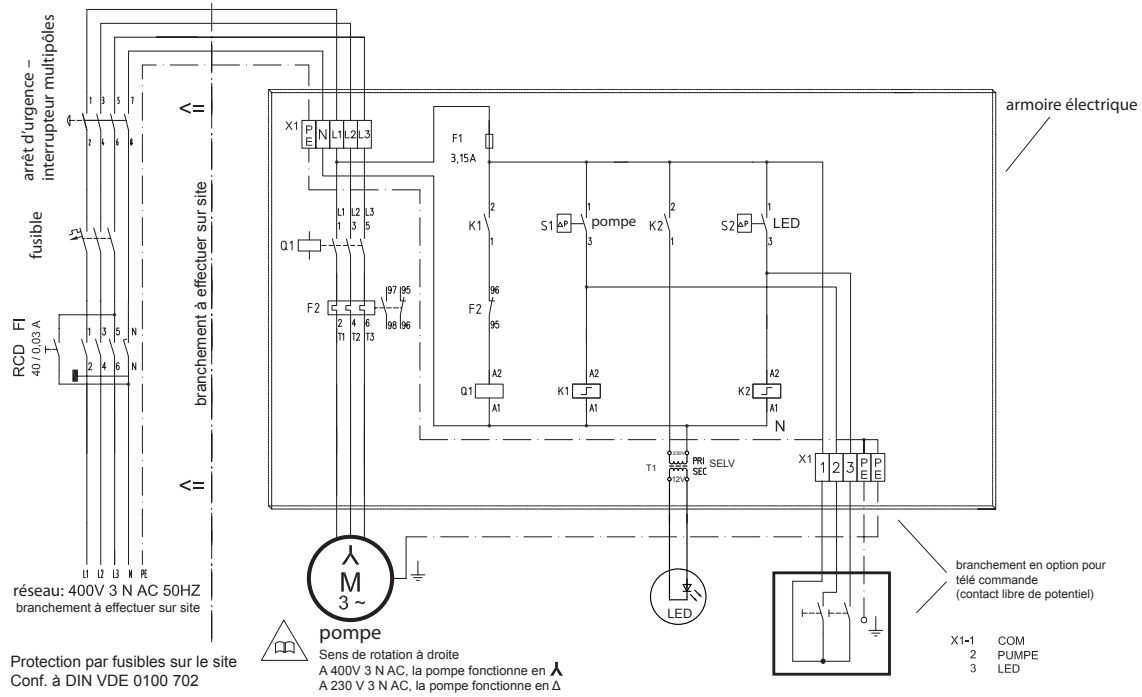 arrêt d'urgence –
interrupteur multipôles
1 3 5 7
2 4 6 8
fusible
RCD FI
40 / 0,03 A
1 3 5 N
2 4 6 N
L1 L2 L3 N PE
réseau: 400V 3 N AC 50HZ
branchement à effectuer sur site
Protection par fusibles sur le site
Conf. à DIN VDE 0100 702
branchement à effectuer sur site
armoire électrique
X1 PE N L1 L2 L3
F1
3,15A
L1 L2 L3
1 3 5
Q1
F2
97 95
98 96
2 4 6
T1 T2 T3
2
K1
1
96
F2
95
A2
Q1
A1
1
S1 ΔP pompe
3
A2
K1
A1
2
K2
1
1
S2 ΔP LED
3
A2
K2
A1
N
230V
T1 PRI SELV
SEC
12V
X1 1 2 3 PE PE
M
3 ~
LED
pompe
Sens de rotation à droite
A 400V 3 N AC, la pompe fonctionne en ⅄
A 230 V 3 N AC, la pompe fonctionne en Δ
branchement en option pour
télé commande
(contact libre de potentiel)
X1-1 COM
2 PUMPE
3 LED